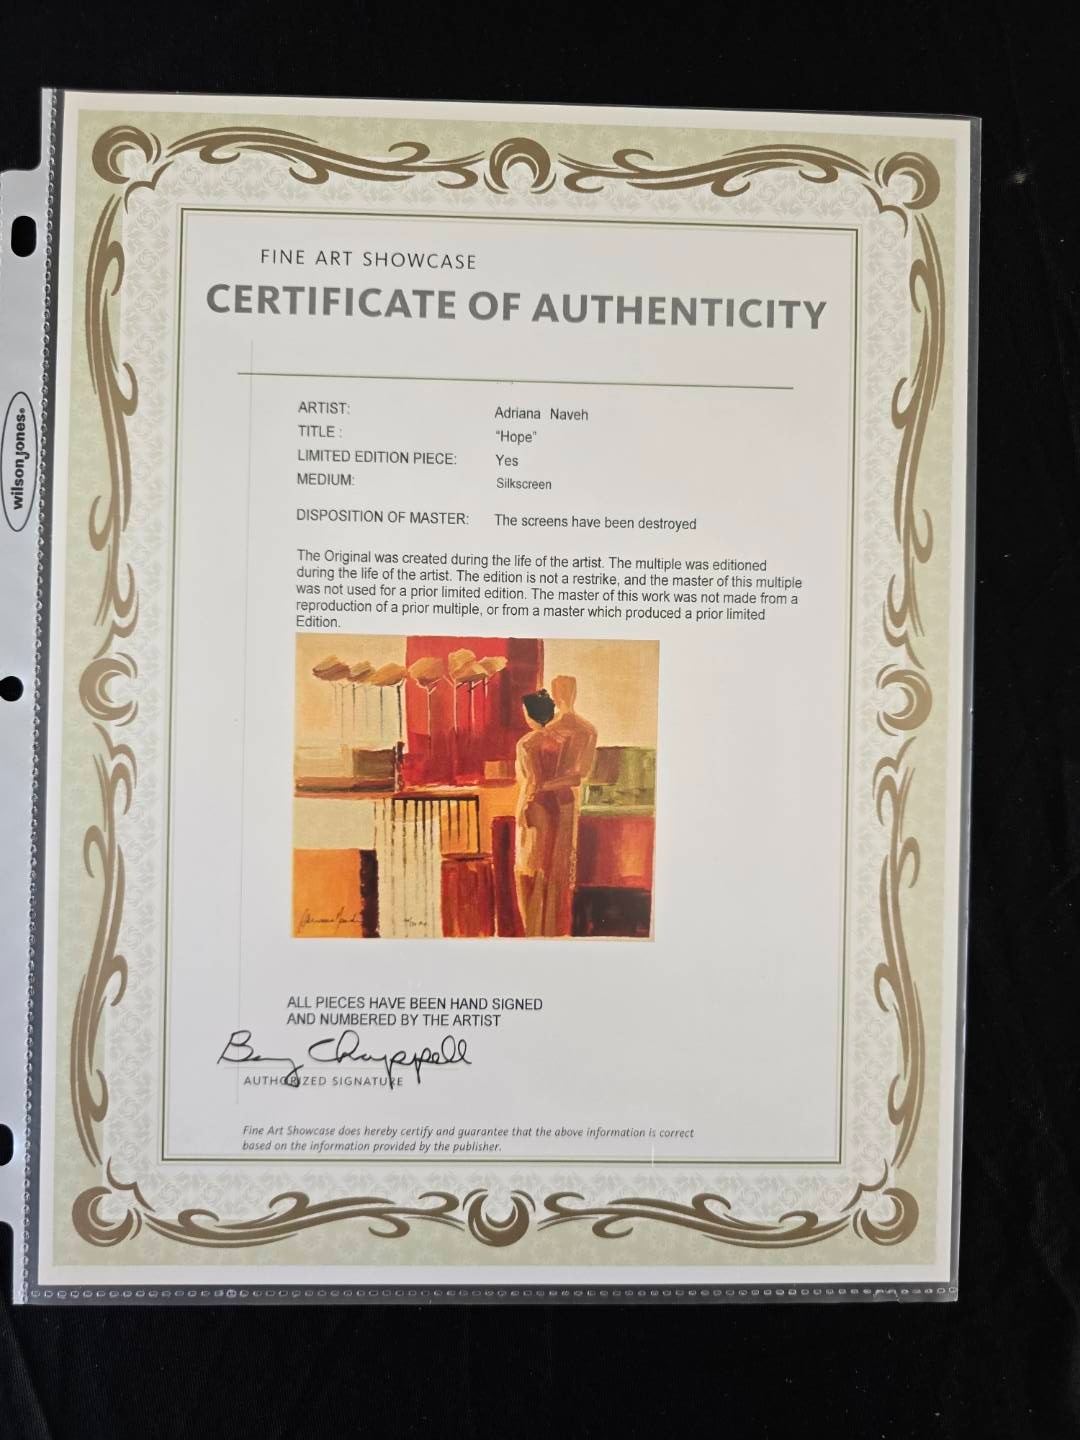 FINE ART SHOWCASE
CERTIFICATE OF AUTHENTICITY
ARTIST: Adriana Naveh
TITLE : "Hope"
LIMITED EDITION PIECE: Yes
MEDIUM: Silkscreen
DISPOSITION OF MASTER: The screens have been destroyed
The Original was created during the life of the artist. The multiple was editioned
during the life of the artist. The edition is not a restrike, and the master of this multiple
was not used for a prior limited edition. The master of this work was not made from a
reproduction of a prior multiple, or from a master which produced a prior limited
Edition.
ALL PIECES HAVE BEEN HAND SIGNED
AND NUMBERED BY THE ARTIST
Chappell
AUTHORIZED SIGNATURE
Fine Art Showcase does hereby certify and guarantee that the above information is correct
based on the information provided by the publisher.
wilson jones®